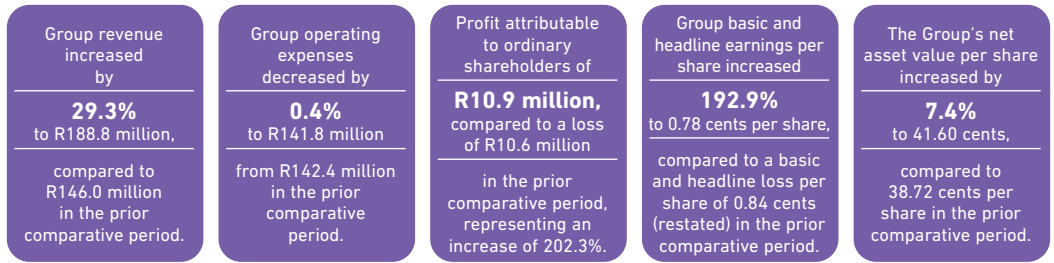 Group revenue
increased
by
29.3%
to R188.8 million,
compared to
R146.0 million
in the prior
comparative period.
Group operating
expenses
decreased by
0.4%
to R141.8 million
from R142.4 million
in the prior
comparative
period.
Profit attributable
to ordinary
shareholders of
R10.9 million,
compared to a loss
of R10.6 million
in the prior
comparative period,
representing an
increase of 202.3%.
Group basic and
headline earnings per
share increased
192.9%
to 0.78 cents per share,
compared to a basic
and headline loss per
share of 0.84 cents
(restated) in the prior
comparative period.
The Group's net
asset value per share
increased by
7.4%
to 41.60 cents,
compared to
38.72 cents per
share in the prior
comparative period.